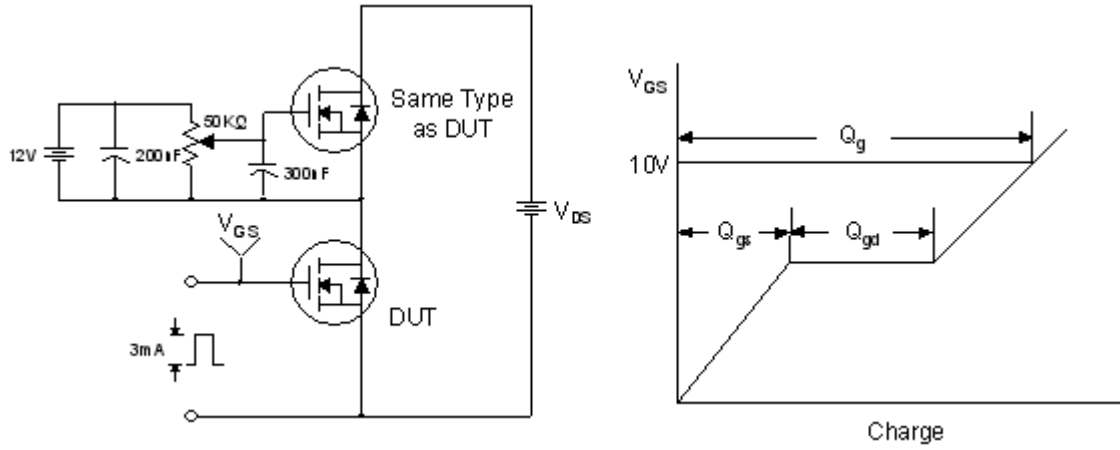 12V
200nF
50KΩ
300nF
Same Type
as DUT
V_DS
V_GS
DUT
3mA
V_GS
10V
Q_g
Q_gs
Q_gd
Charge